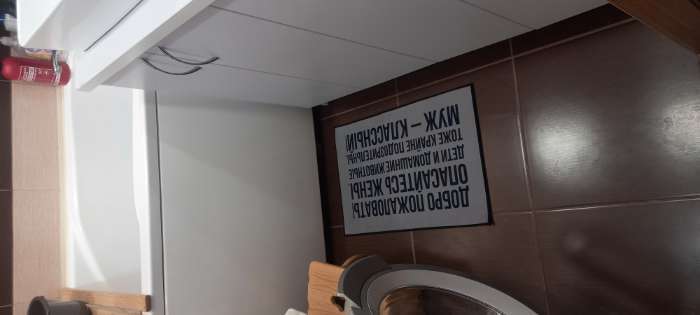 ДОБРО ПОЖАЛОВАТЬ!
ОПАСАЙТЕСЬ ЖЕНЫ
ДЕТИ И ДОМАШНИЕ ЖИВОТНЫЕ
ТОЖЕ КРАЙНЕ ПОДОЗРИТЕЛЬНЫ
МУЖ – КЛАССНЫЙ!